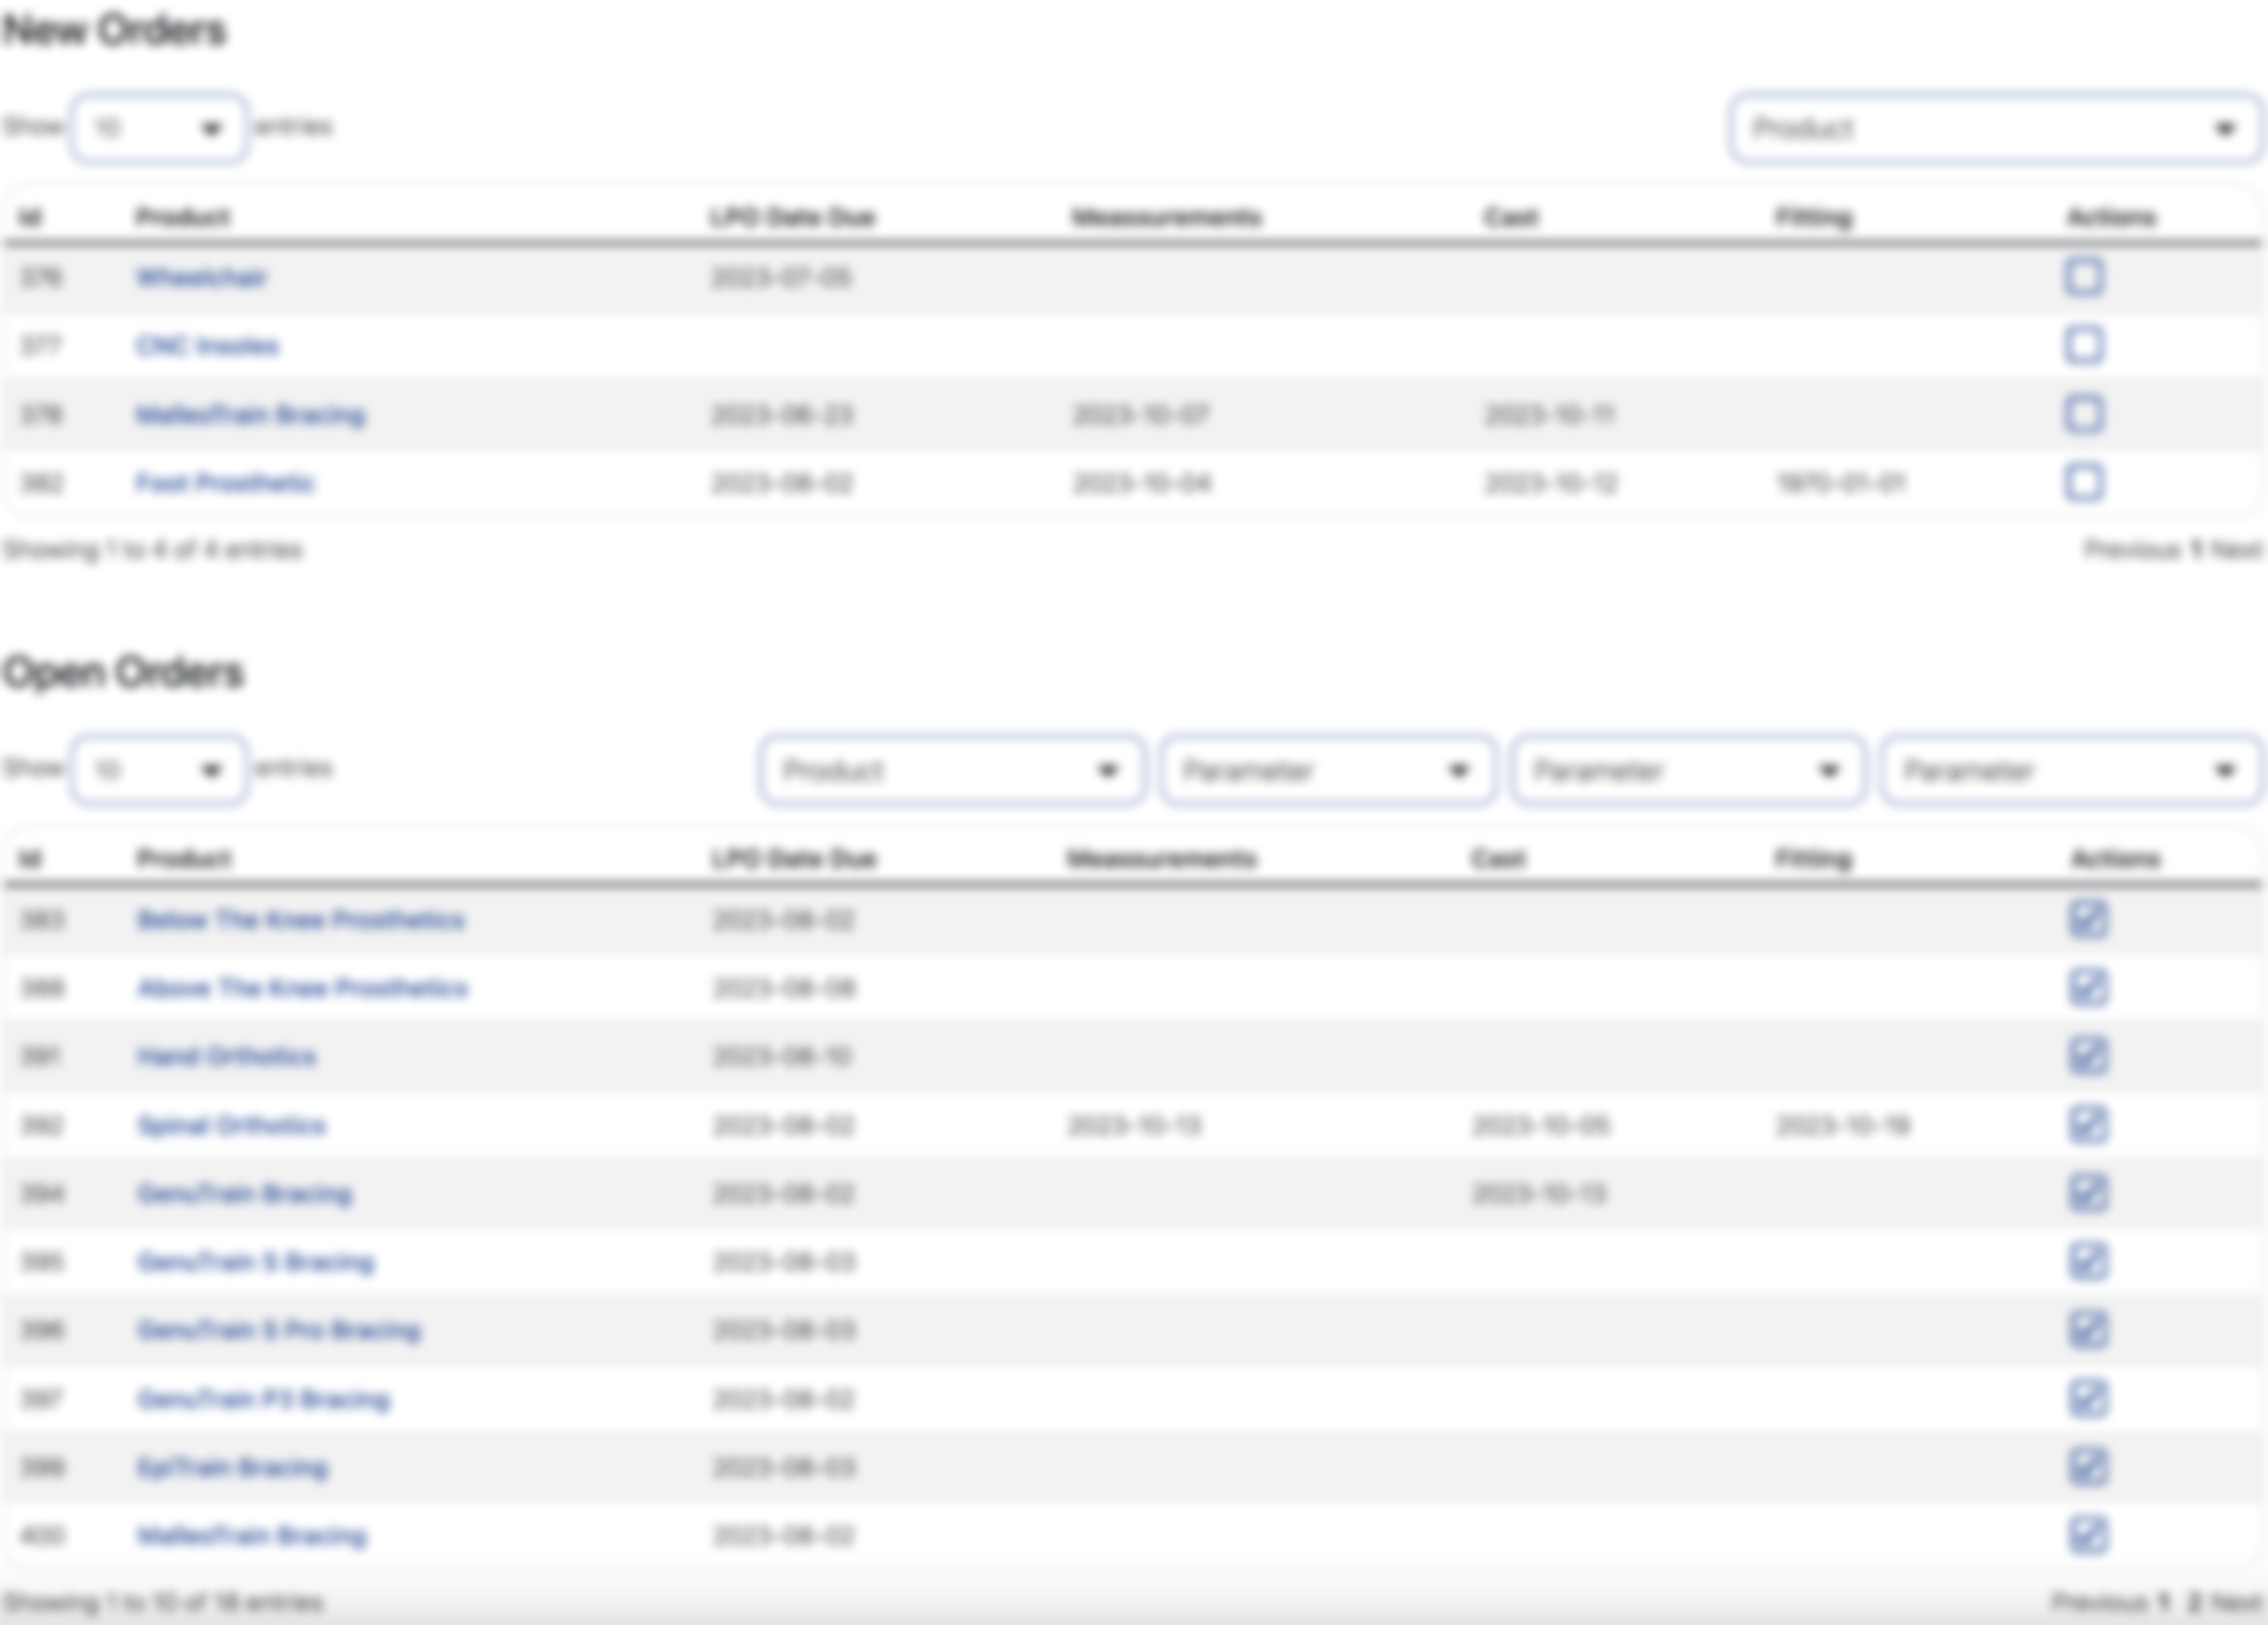 New Orders
Show 10 entries Product
Id Product LPO Date Due Meassurements Cast Fitting Actions
376 Wheelchair 2023-07-05
377 CNC Insoles
378 MalleoTrain Bracing 2023-06-23 2023-10-07 2023-10-11
382 Foot Prosthetic 2023-08-02 2023-10-04 2023-10-12 1970-01-01
Showing 1 to 4 of 4 entries Previous 1 Next
Open Orders
Show 10 entries Product Parameter Parameter Parameter
Id Product LPO Date Due Meassurements Cast Fitting Actions
383 Below The Knee Prosthetics 2023-08-02
388 Above The Knee Prosthetics 2023-08-08
391 Hand Orthotics 2023-08-10
392 Spinal Orthotics 2023-08-02 2023-10-13 2023-10-05 2023-10-19
394 GenuTrain Bracing 2023-08-02 2023-10-13
395 GenuTrain S Bracing 2023-08-03
396 GenuTrain S Pro Bracing 2023-08-03
397 GenuTrain P3 Bracing 2023-08-02
399 EpiTrain Bracing 2023-08-03
400 MalleoTrain Bracing 2023-08-02
Showing 1 to 10 of 18 entries Previous 1 2 Next